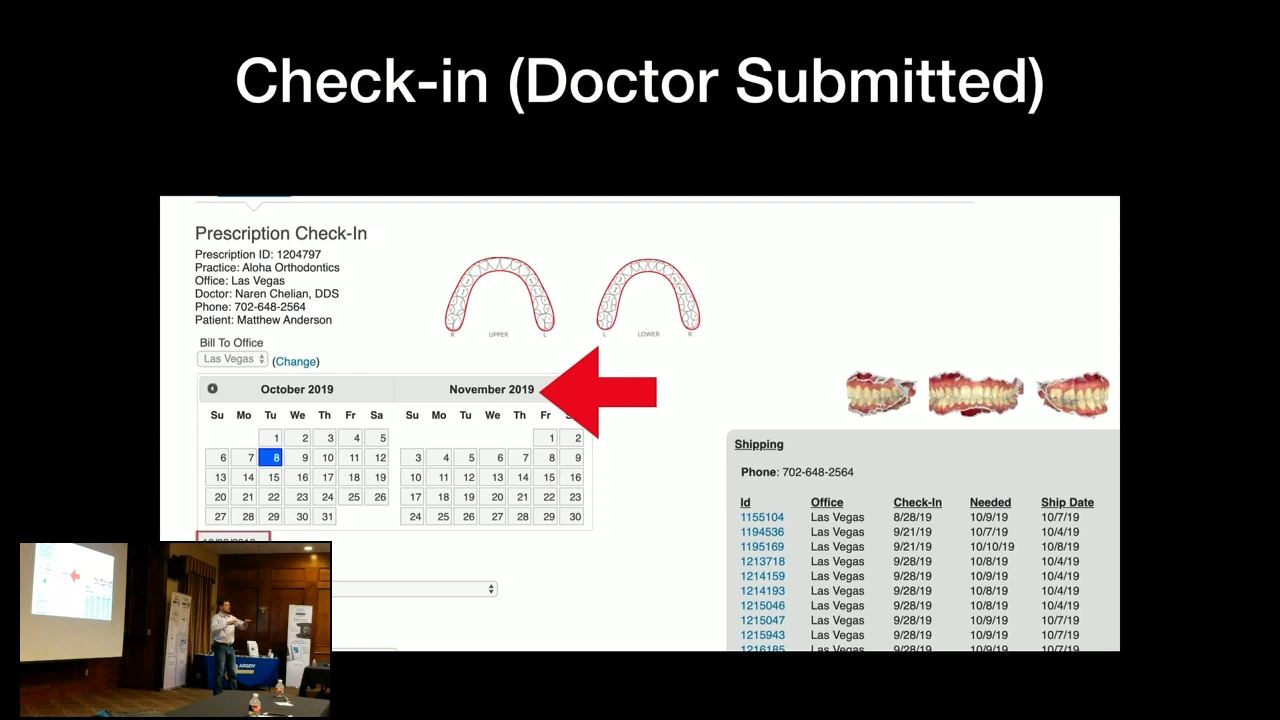 Check-in (Doctor Submitted)
Prescription Check-In
Prescription ID: 1204797
Practice: Aloha Orthodontics
Office: Las Vegas
Doctor: Naren Chelian, DDS
Phone: 702-648-2564
Patient: Matthew Anderson
R UPPER L
L LOWER R
Bill To Office
Las Vegas (Change)
October 2019 November 2019
Su Mo Tu We Th Fr Sa Su Mo Tu We Th Fr
1 2 3 4 5 1 2
6 7 8 9 10 11 12 3 4 5 6 7 8 9
13 14 15 16 17 18 19 10 11 12 13 14 15 16
20 21 22 23 24 25 26 17 18 19 20 21 22 23
27 28 29 30 31 24 25 26 27 28 29 30
Shipping
Phone: 702-648-2564
Id Office Check-In Needed Ship Date
1155104 Las Vegas 8/28/19 10/9/19 10/7/19
1194536 Las Vegas 9/21/19 10/7/19 10/4/19
1195169 Las Vegas 9/21/19 10/10/19 10/8/19
1213718 Las Vegas 9/28/19 10/8/19 10/4/19
1214159 Las Vegas 9/28/19 10/9/19 10/4/19
1214193 Las Vegas 9/28/19 10/8/19 10/4/19
1215046 Las Vegas 9/28/19 10/8/19 10/4/19
1215047 Las Vegas 9/28/19 10/9/19 10/7/19
1215943 Las Vegas 9/28/19 10/9/19 10/7/19
1216185 Las Vegas 9/28/19 10/9/19 10/7/19
ARGEN